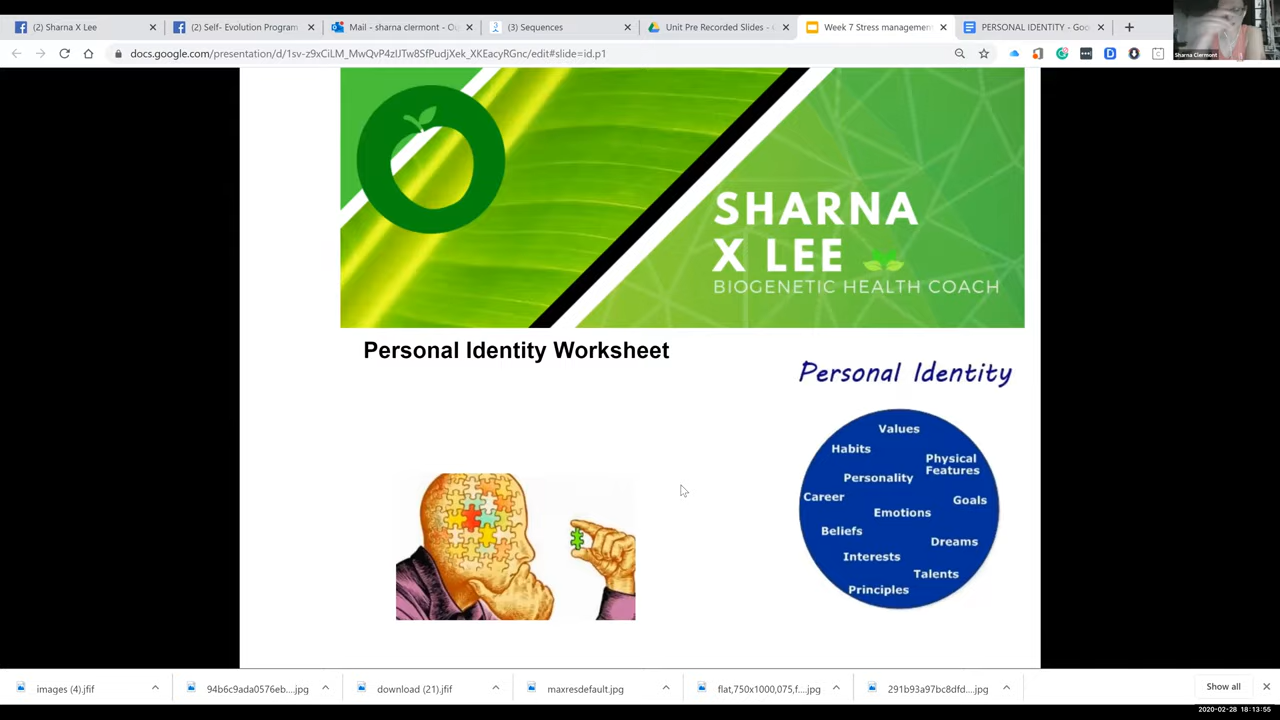 (2) Sharna X Lee
(2) Self- Evolution Program
Mail - sharna clermont - Ou
(3) Sequences
Unit Pre Recorded Slides - G
Week 7 Stress management
PERSONAL IDENTITY - Goo
Sharna Clermont
docs.google.com/presentation/d/1sv-z9xCiLM_MwQvP4zIJTw8SfPudjXek_XKEacyRGnc/edit#slide=id.p1
SHARNA
X LEE
BIOGENETIC HEALTH COACH
Personal Identity Worksheet
Personal Identity
Values
Habits
Physical
Features
Personality
Career
Goals
Emotions
Beliefs
Dreams
Interests
Talents
Principles
images (4).jfif
94b6c9ada0576eb....jpg
download (21).jfif
maxresdefault.jpg
flat,750x1000,075,f....jpg
291b93a97bc8dfd....jpg
Show all
2020-02-28 18:13:55